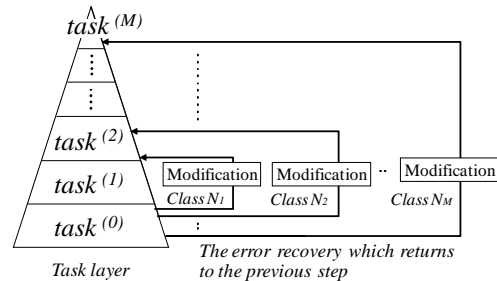 task (M)
task (2)
task (1)
task (0)
Modification
Modification
Modification
Class N1
Class N2
Class NM
Task layer
The error recovery which returns
to the previous step